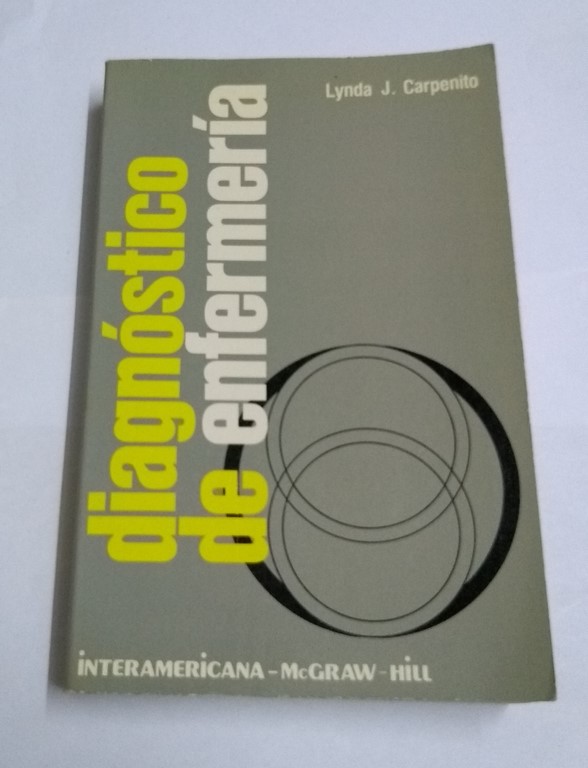 Lynda J. Carpenito
diagnóstico
de enfermería
iNTERAMERiCANA-McGRAW-HiLL